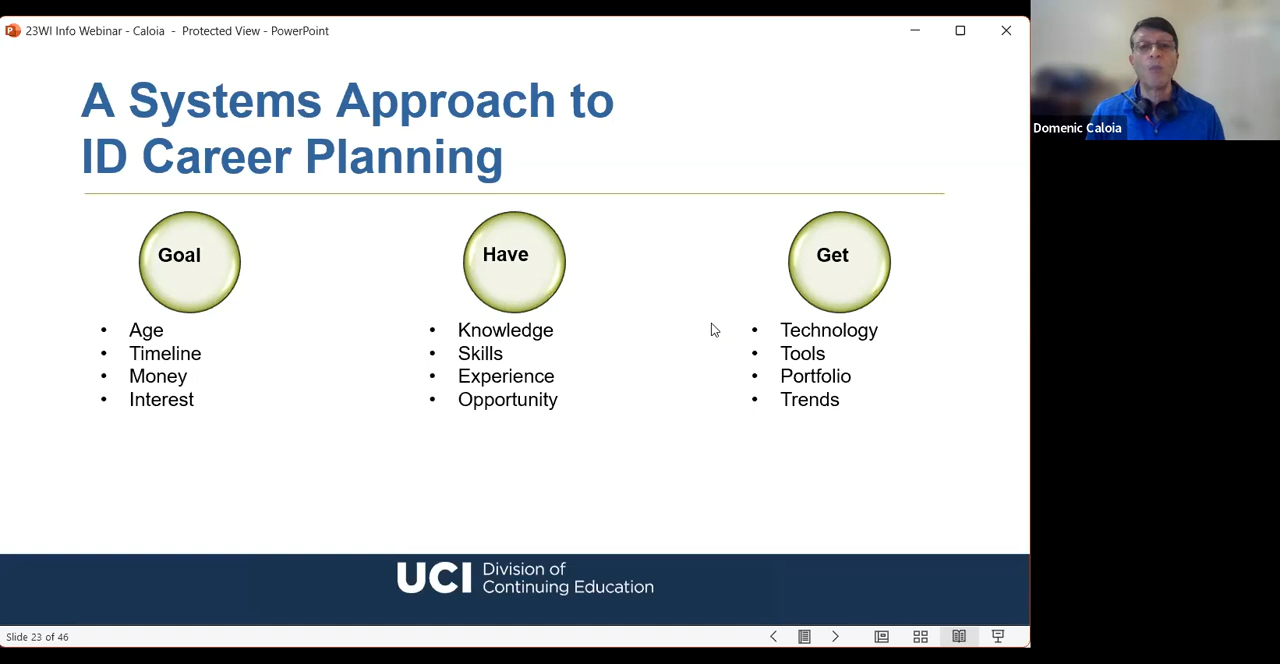 23WI Info Webinar - Caloia - Protected View - PowerPoint
A Systems Approach to
ID Career Planning
Goal
Have
Get
• Age
• Timeline
• Money
• Interest
• Knowledge
• Skills
• Experience
• Opportunity
• Technology
• Tools
• Portfolio
• Trends
UCI
Division of
Continuing Education
Slide 23 of 46
Domenic Caloia